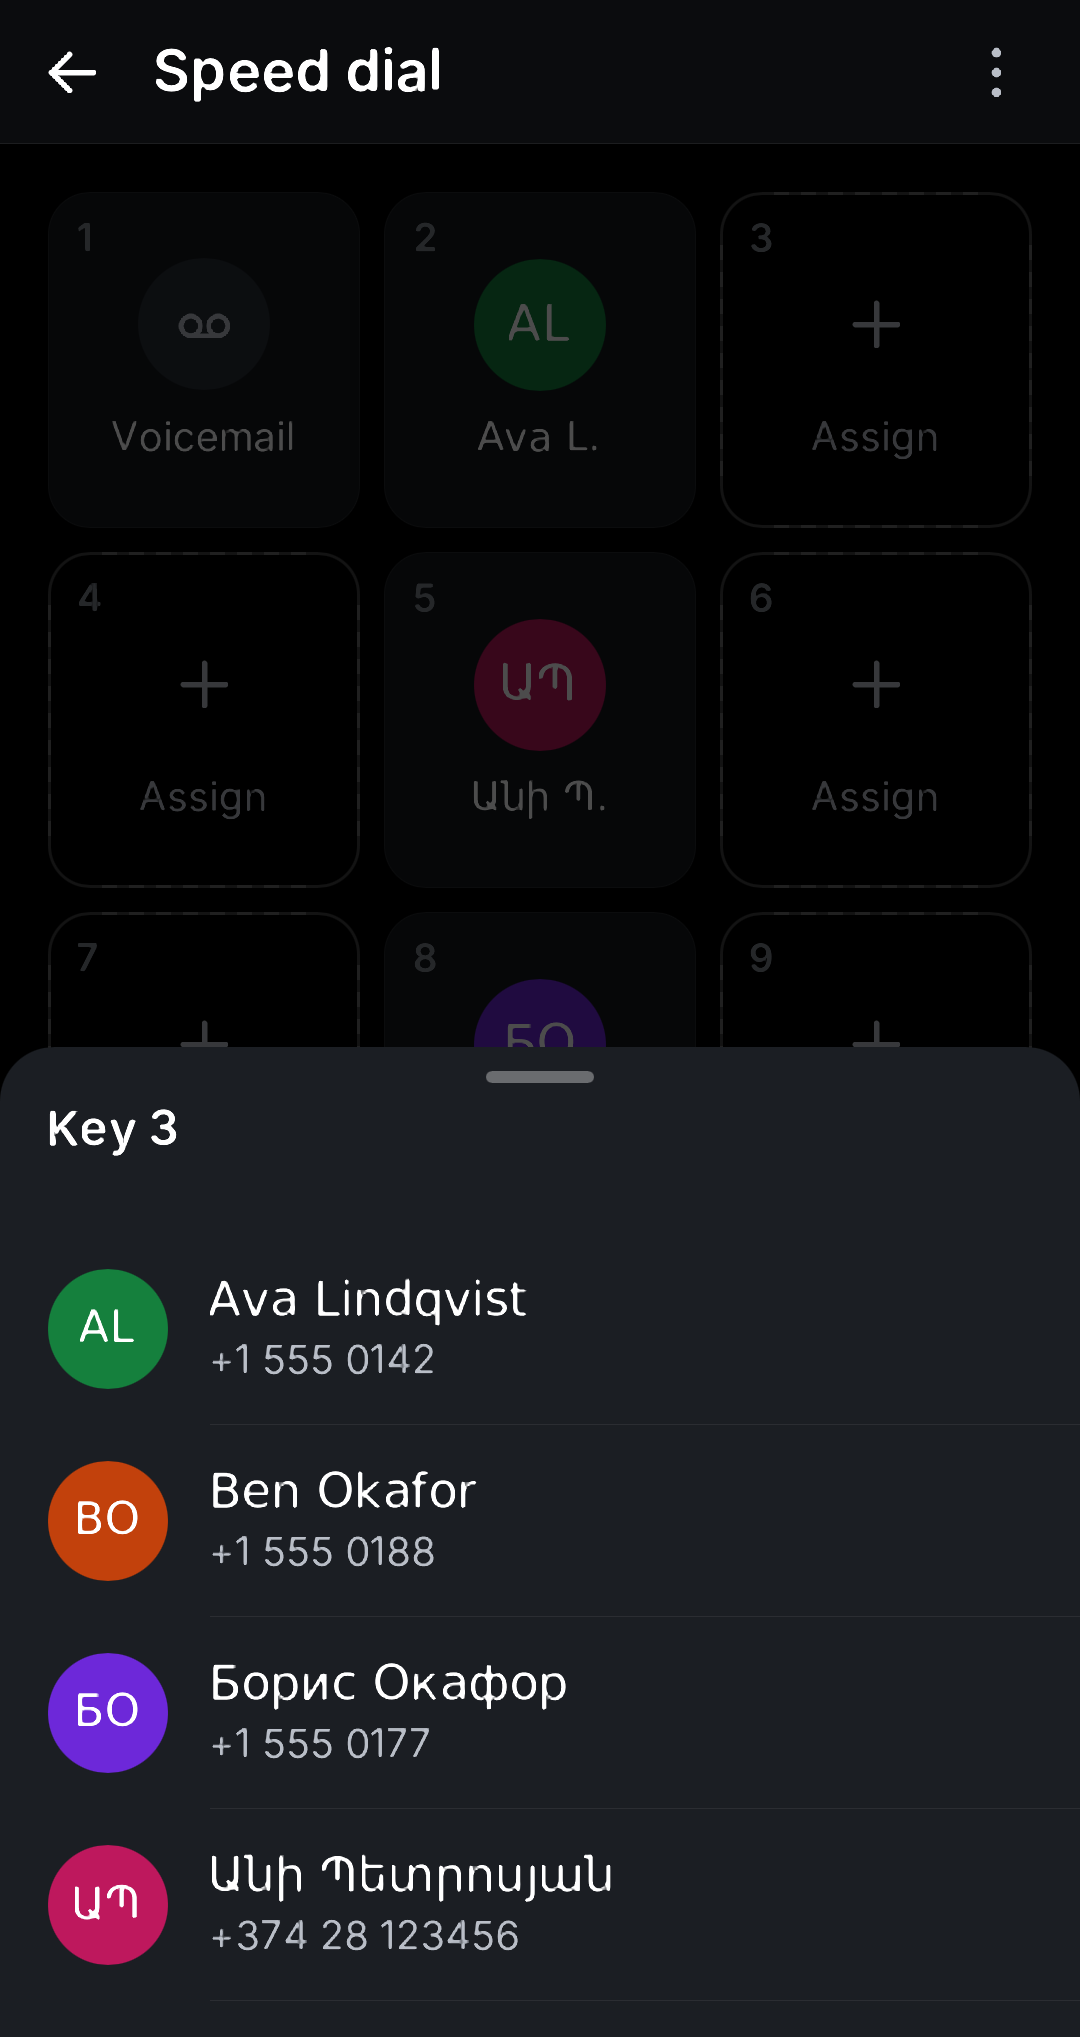 Speed dial
1
2
3
AL
Voicemail
Ava L.
Assign
4
5
6
ԱՊ
Assign
Անի Պ.
Assign
7
8
9
БО
Key 3
AL
Ava Lindqvist
+1 555 0142
BO
Ben Okafor
+1 555 0188
БО
Борис Окафор
+1 555 0177
ԱՊ
Անի Պետրոսյան
+374 28 123456